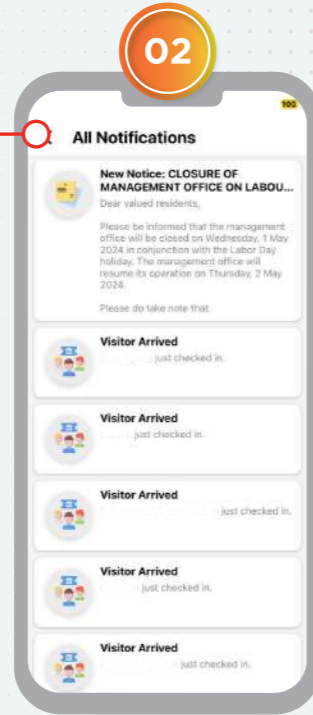 02
100
All Notifications
New Notice: CLOSURE OF
MANAGEMENT OFFICE ON LABOU...
Dear valued residents,
Please be informed that the management
office will be closed on Wednesday, 1 May
2024 in conjunction with the Labor Day
holiday. The management office will
resume its operation on Thursday, 2 May
2024.
Please do take note that
Visitor Arrived
just checked in.
Visitor Arrived
just checked in.
Visitor Arrived
just checked in.
Visitor Arrived
just checked in.
Visitor Arrived
just checked in.